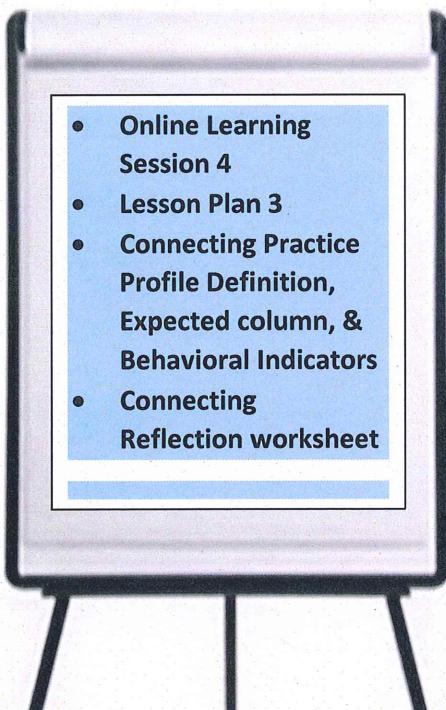 • Online Learning
Session 4
• Lesson Plan 3
• Connecting Practice
Profile Definition,
Expected column, &
Behavioral Indicators
• Connecting
Reflection worksheet